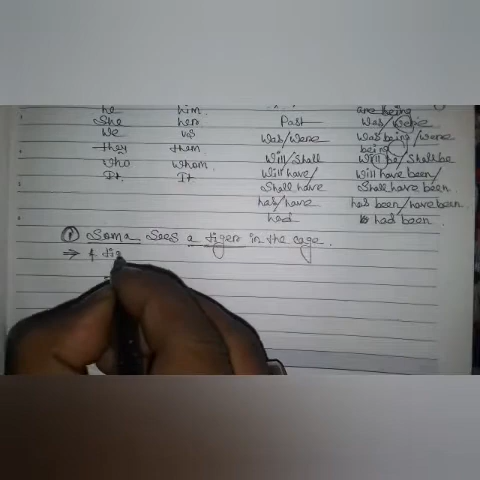 he him are being
She her Past Was/were
We us Was/Were Was being/were being
they them Will/Shall Will be/Shall be
Who Whom Will have/ Will have been/
It It Shall have Shall have been
has/have has been/have been
had had been
① Soma Sees a tiger in the cage.
⇒ A tig